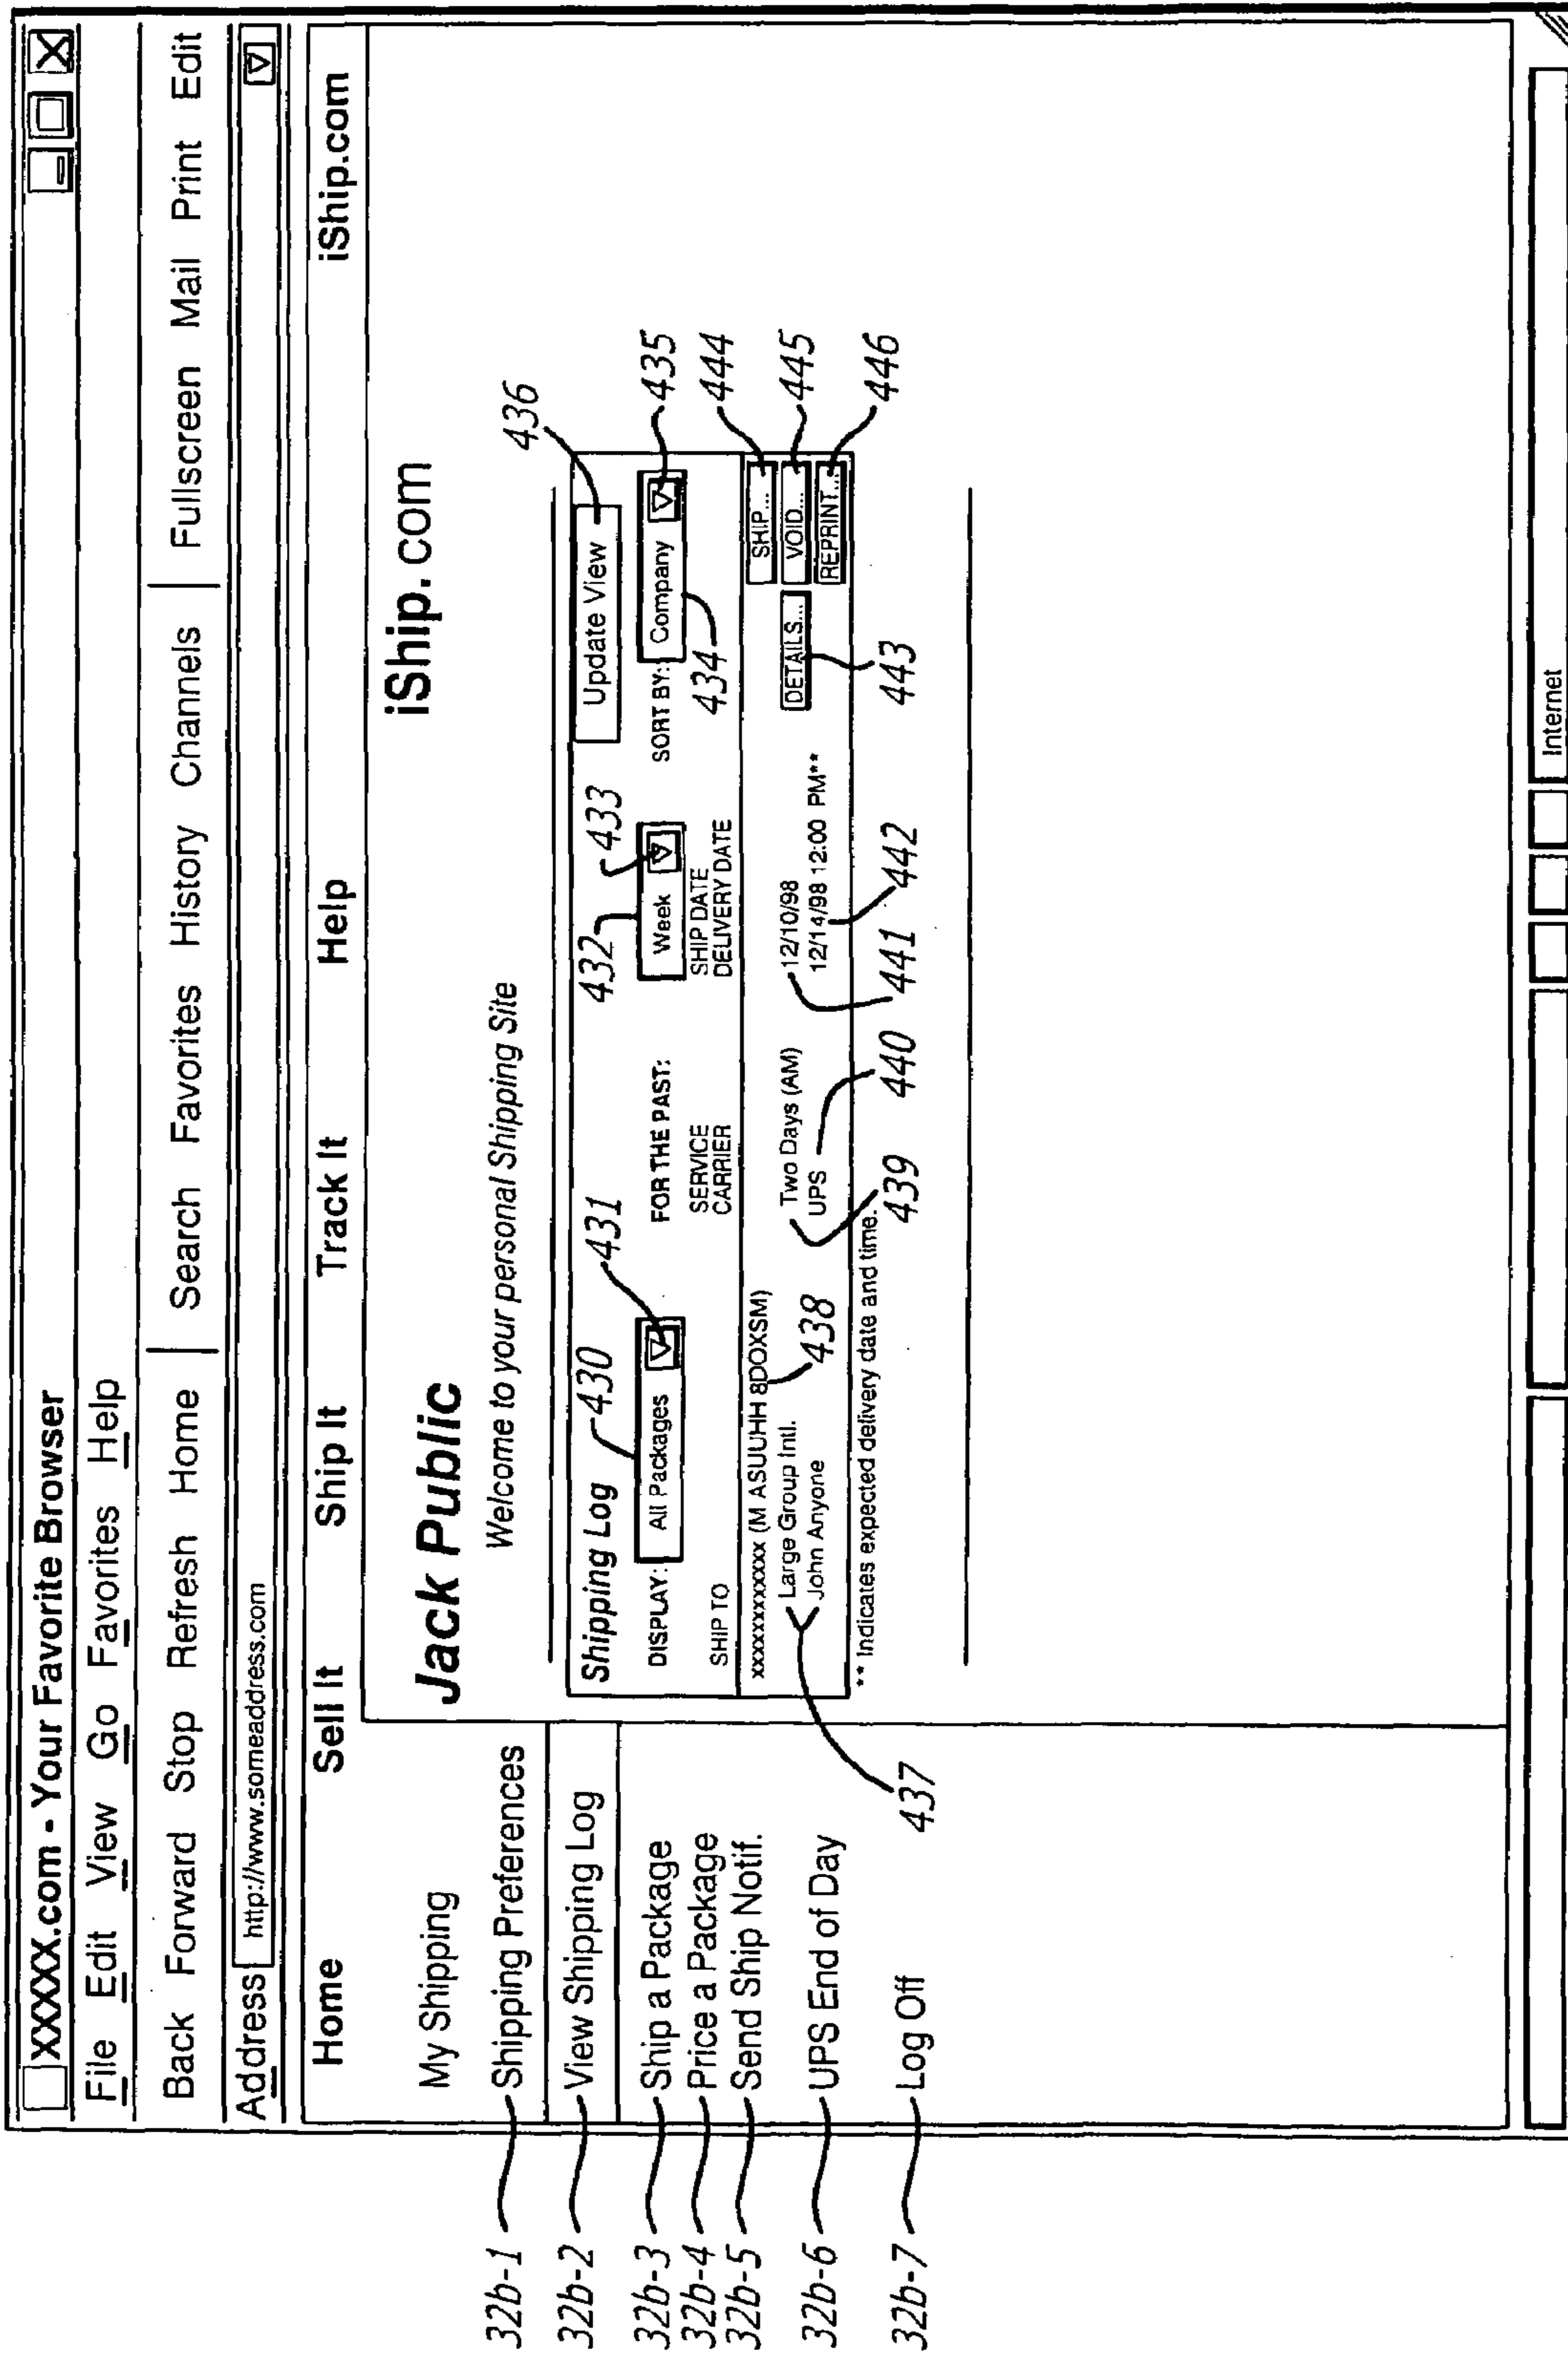 XXXXX.com - Your Favorite Browser
File Edit View Go Favorites Help
Back Forward Stop Refresh Home | Search Favorites History Channels | Fullscreen Mail Print Edit
Address http://www.someaddress.com
Home Sell It Ship It Track It Help iShip.com
32b-1 Shipping Preferences
32b-2 View Shipping Log
32b-3 Ship a Package
32b-4 Price a Package
32b-5 Send Ship Notif.
32b-6 UPS End of Day
32b-7 Log Off
My Shipping
Jack Public iShip.com
Welcome to your personal Shipping Site
436
Shipping Log 430 431 432 433 Update View
DISPLAY: All Packages FOR THE PAST: Week SORT BY: Company 435
434
SHIP TO SERVICE SHIP DATE
CARRIER DELIVERY DATE
xxxxxxxxxxx (M ASUUHH 8DOXSM) SHIP... 444
Large Group Intl. Two Days (AM) 12/10/98 DETAILS... VOID... 445
John Anyone UPS 12/14/98 12:00 PM** REPRINT... 446
438 442
** Indicates expected delivery date and time.
437 439 440 441 443
Internet